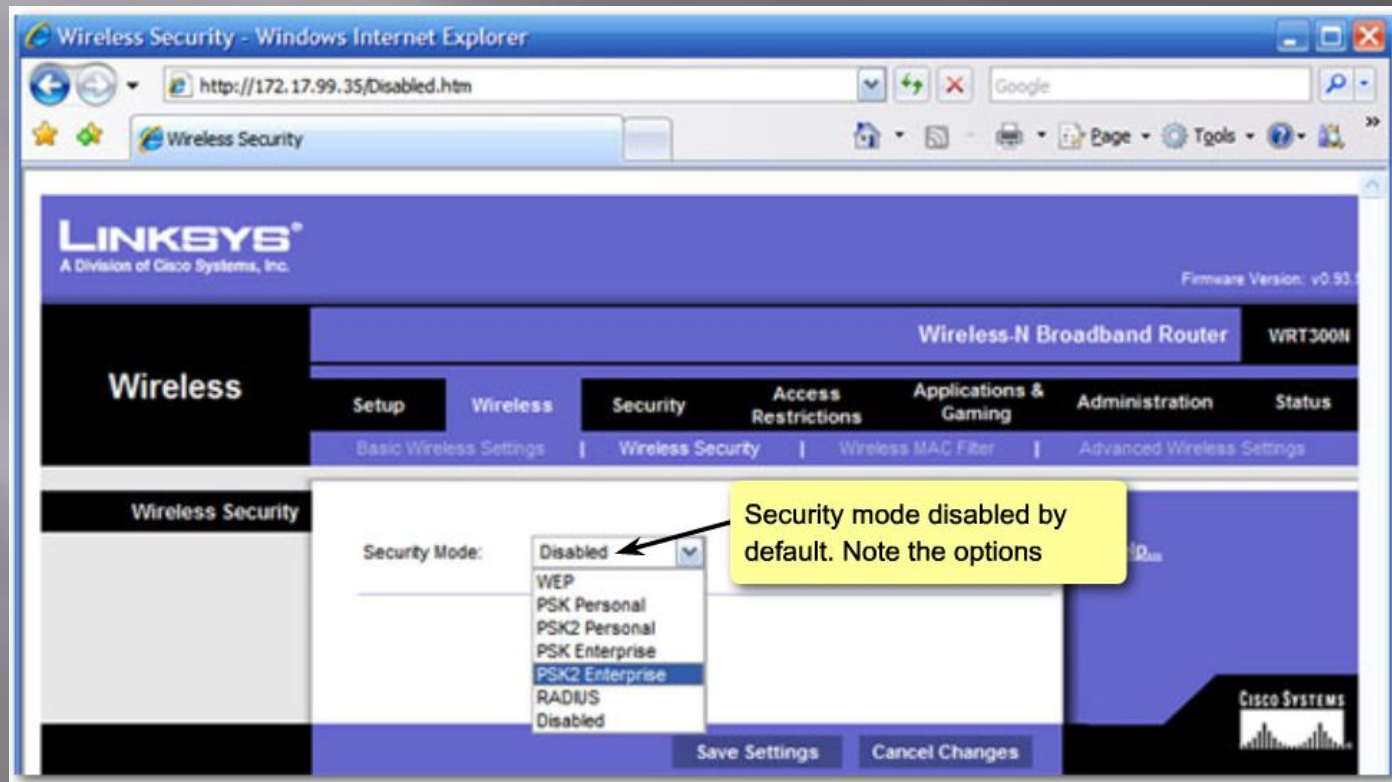 Wireless Security - Windows Internet Explorer
http://172.17.99.35/Disabled.htm
Google
Wireless Security
Page
Tools
LINKSYS®
A Division of Cisco Systems, Inc.
Firmware Version: v0.93.
Wireless-N Broadband Router
WRT300N
Wireless
Setup
Wireless
Security
Access Restrictions
Applications & Gaming
Administration
Status
Basic Wireless Settings | Wireless Security | Wireless MAC Filter | Advanced Wireless Settings
Wireless Security
Security Mode:
Disabled
Security mode disabled by
default. Note the options
WEP
PSK Personal
PSK2 Personal
PSK Enterprise
PSK2 Enterprise
RADIUS
Disabled
CISCO SYSTEMS
Save Settings
Cancel Changes